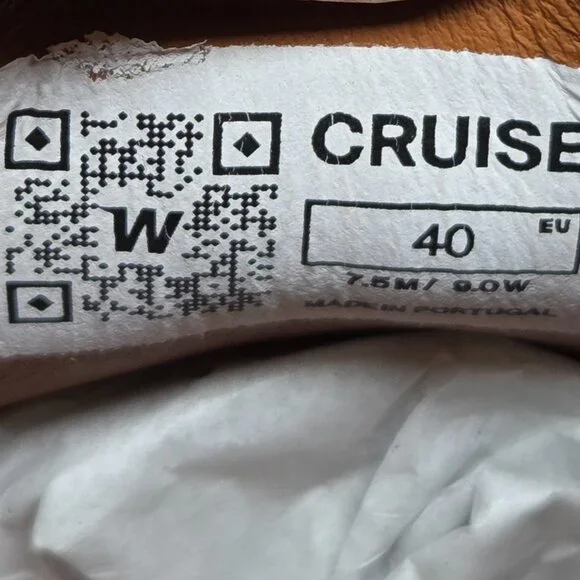 CRUISE
W
40 EU
7.5M / 9.0W
MADE IN PORTUGAL